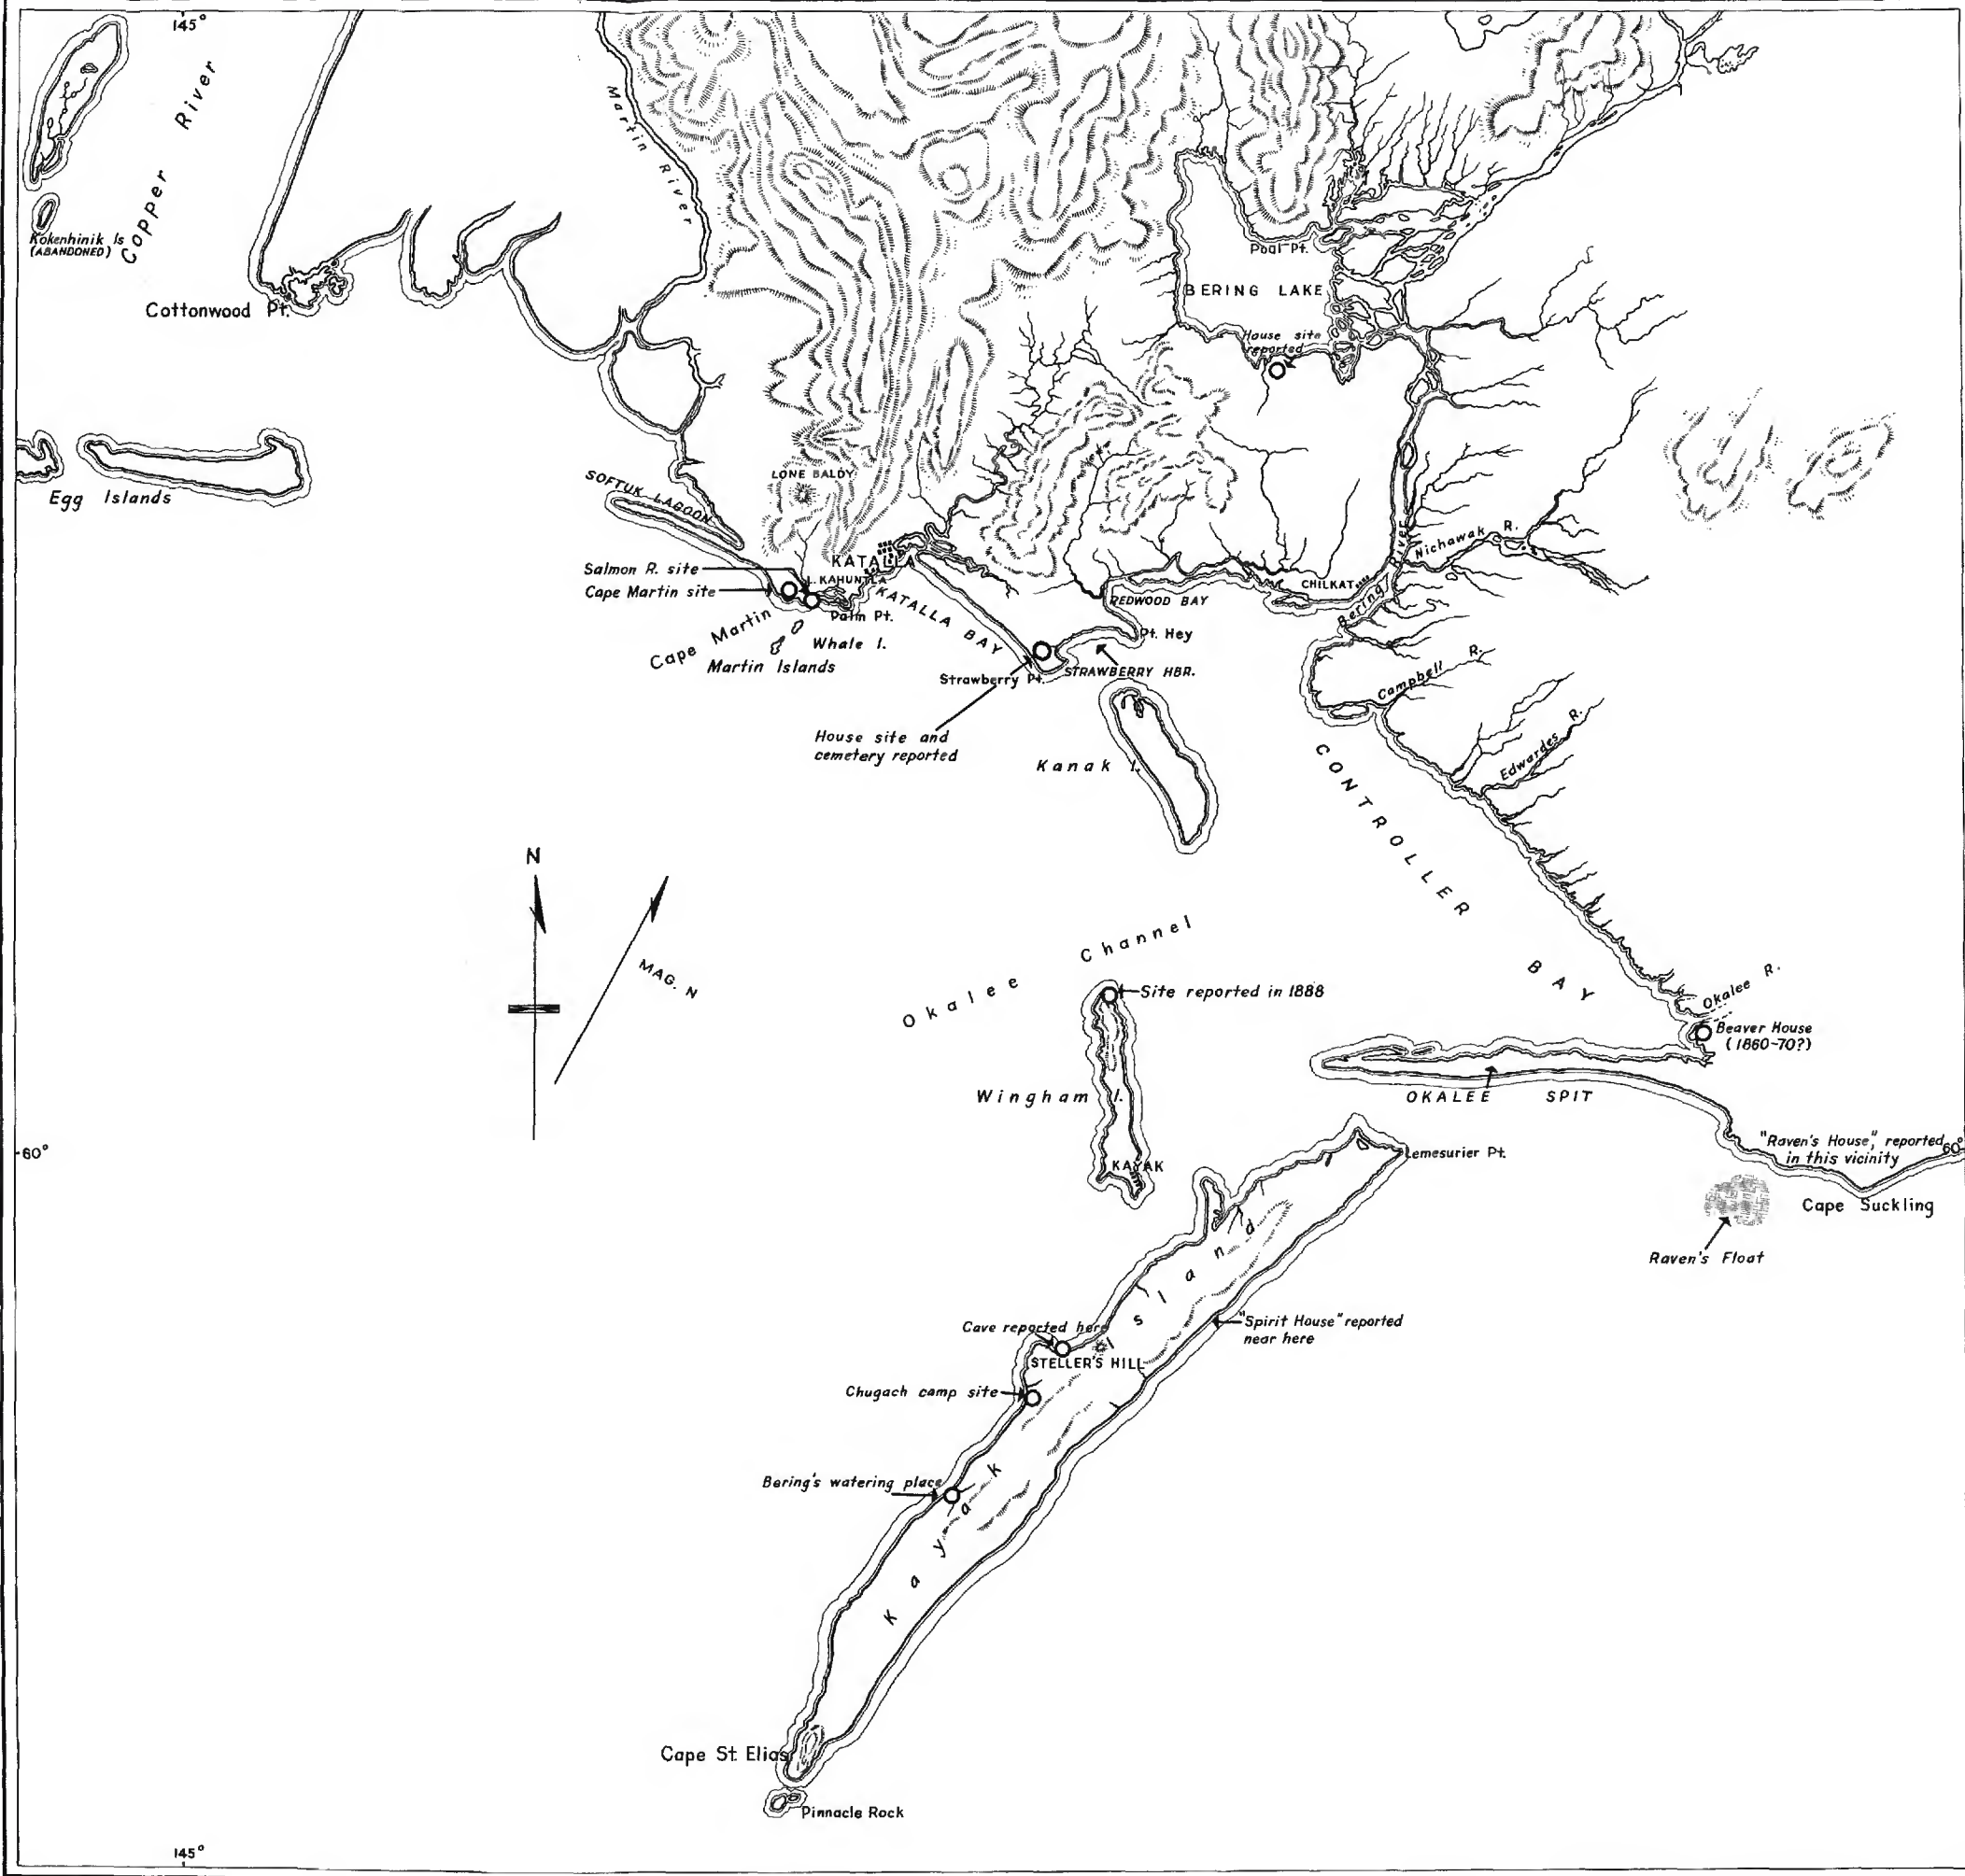 145°
Copper River
Martin River
Kokenhinik Is
(ABANDONED)
Cottonwood Pt.
Poul Pt.
BERING LAKE
House site
reported
Egg Islands
SOFTUK LAGOON
LONE BALDY
KATALLA
Nichawak R.
Salmon R. site
L. KAHUNTLA
CHILKAT
Bering River
Cape Martin site
KATALLA BAY
REDWOOD BAY
Palm Pt.
Cape Martin
Whale I.
Pt. Hey
Martin Islands
Strawberry Pt.
STRAWBERRY HBR.
Campbell R.
House site and
cemetery reported
Edwardes R.
Kanak I.
CONTROLLER BAY
N
MAG. N
Okalee Channel
Site reported in 1888
Okalee R.
Beaver House
(1860-70?)
Wingham I.
OKALEE SPIT
60°
"Raven's House," reported
in this vicinity
60°
KAYAK
Lemesurier Pt.
Cape Suckling
Raven's Float
Cave reported here
"Spirit House" reported
near here
STELLER'S HILL
Chugach camp site
Bering's watering place
Kayak Island
Cape St. Elias
Pinnacle Rock
145°